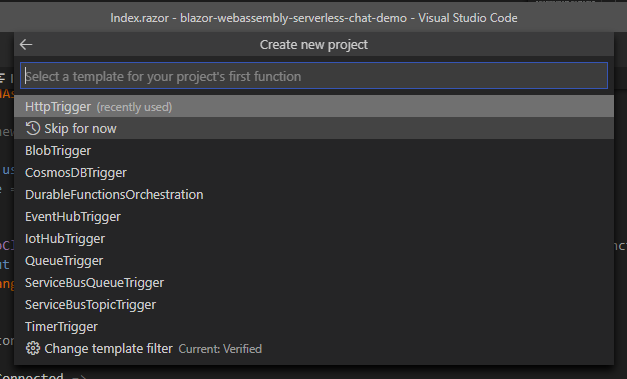 Index.razor - blazor-webassembly-serverless-chat-demo - Visual Studio Code
Create new project
Select a template for your project's first function
HttpTrigger (recently used)
Skip for now
BlobTrigger
CosmosDBTrigger
DurableFunctionsOrchestration
EventHubTrigger
IotHubTrigger
QueueTrigger
ServiceBusQueueTrigger
ServiceBusTopicTrigger
TimerTrigger
Change template filter Current: Verified